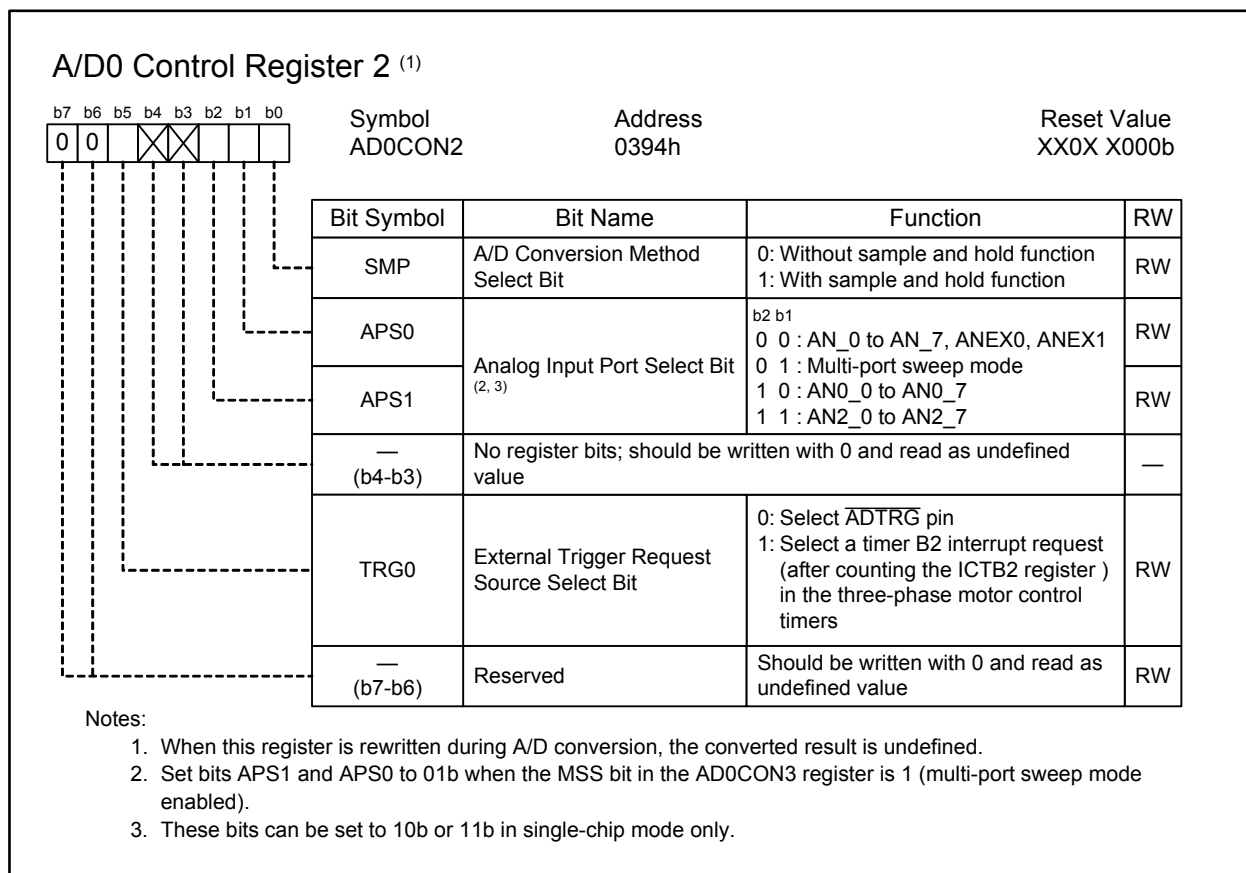 A/D0 Control Register 2 (1)
b7 b6 b5 b4 b3 b2 b1 b0
0 0
Symbol Address Reset Value
AD0CON2 0394h XX0X X000b
Bit Symbol Bit Name Function RW
SMP
A/D Conversion Method
Select Bit
0: Without sample and hold function
1: With sample and hold function
RW
APS0
APS1
Analog Input Port Select Bit
(2, 3)
b2 b1
0 0 : AN_0 to AN_7, ANEX0, ANEX1
0 1 : Multi-port sweep mode
1 0 : AN0_0 to AN0_7
1 1 : AN2_0 to AN2_7
RW
RW
—
(b4-b3)
No register bits; should be written with 0 and read as undefined
value
—
TRG0
External Trigger Request
Source Select Bit
0: Select ADTRG pin
1: Select a timer B2 interrupt request
(after counting the ICTB2 register )
in the three-phase motor control
timers
RW
—
(b7-b6)
Reserved
Should be written with 0 and read as
undefined value
RW
Notes:
1. When this register is rewritten during A/D conversion, the converted result is undefined.
2. Set bits APS1 and APS0 to 01b when the MSS bit in the AD0CON3 register is 1 (multi-port sweep mode
enabled).
3. These bits can be set to 10b or 11b in single-chip mode only.